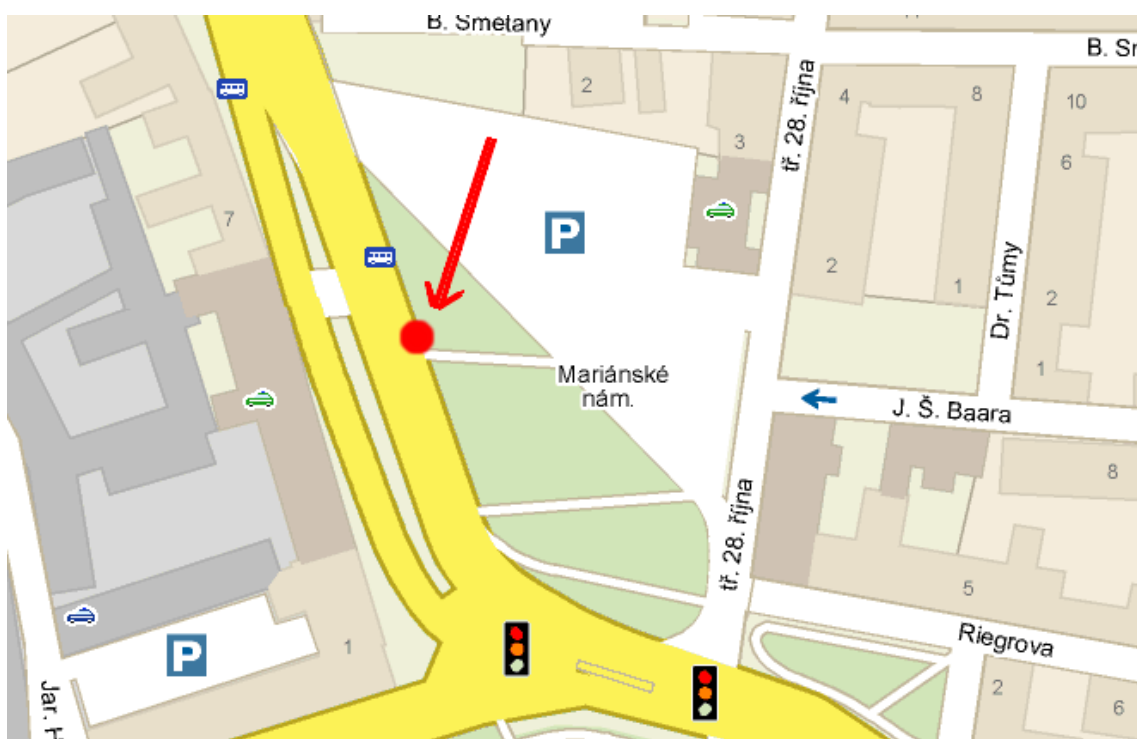 B. Smetany
B. Sm
2
4
8
10
tř. 28. října
3
6
7
P
2
1
Dr. Tůmy
2
Mariánské
nám.
1
J. Š. Baara
8
tř. 28. října
5
Riegrova
1
P
Jar. H
2
6